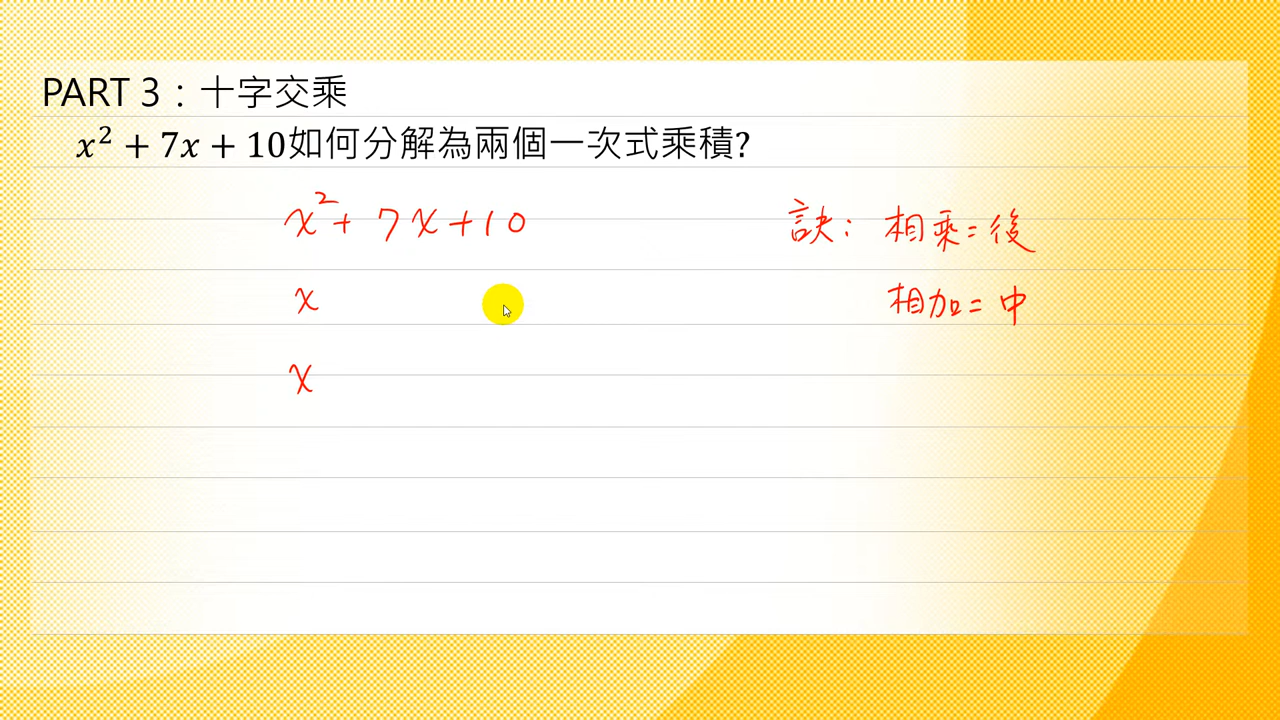 PART 3：十字交乘
x² + 7x + 10如何分解為兩個一次式乘積?
x² + 7x + 10
訣：相乘=後
x
相加=中
x